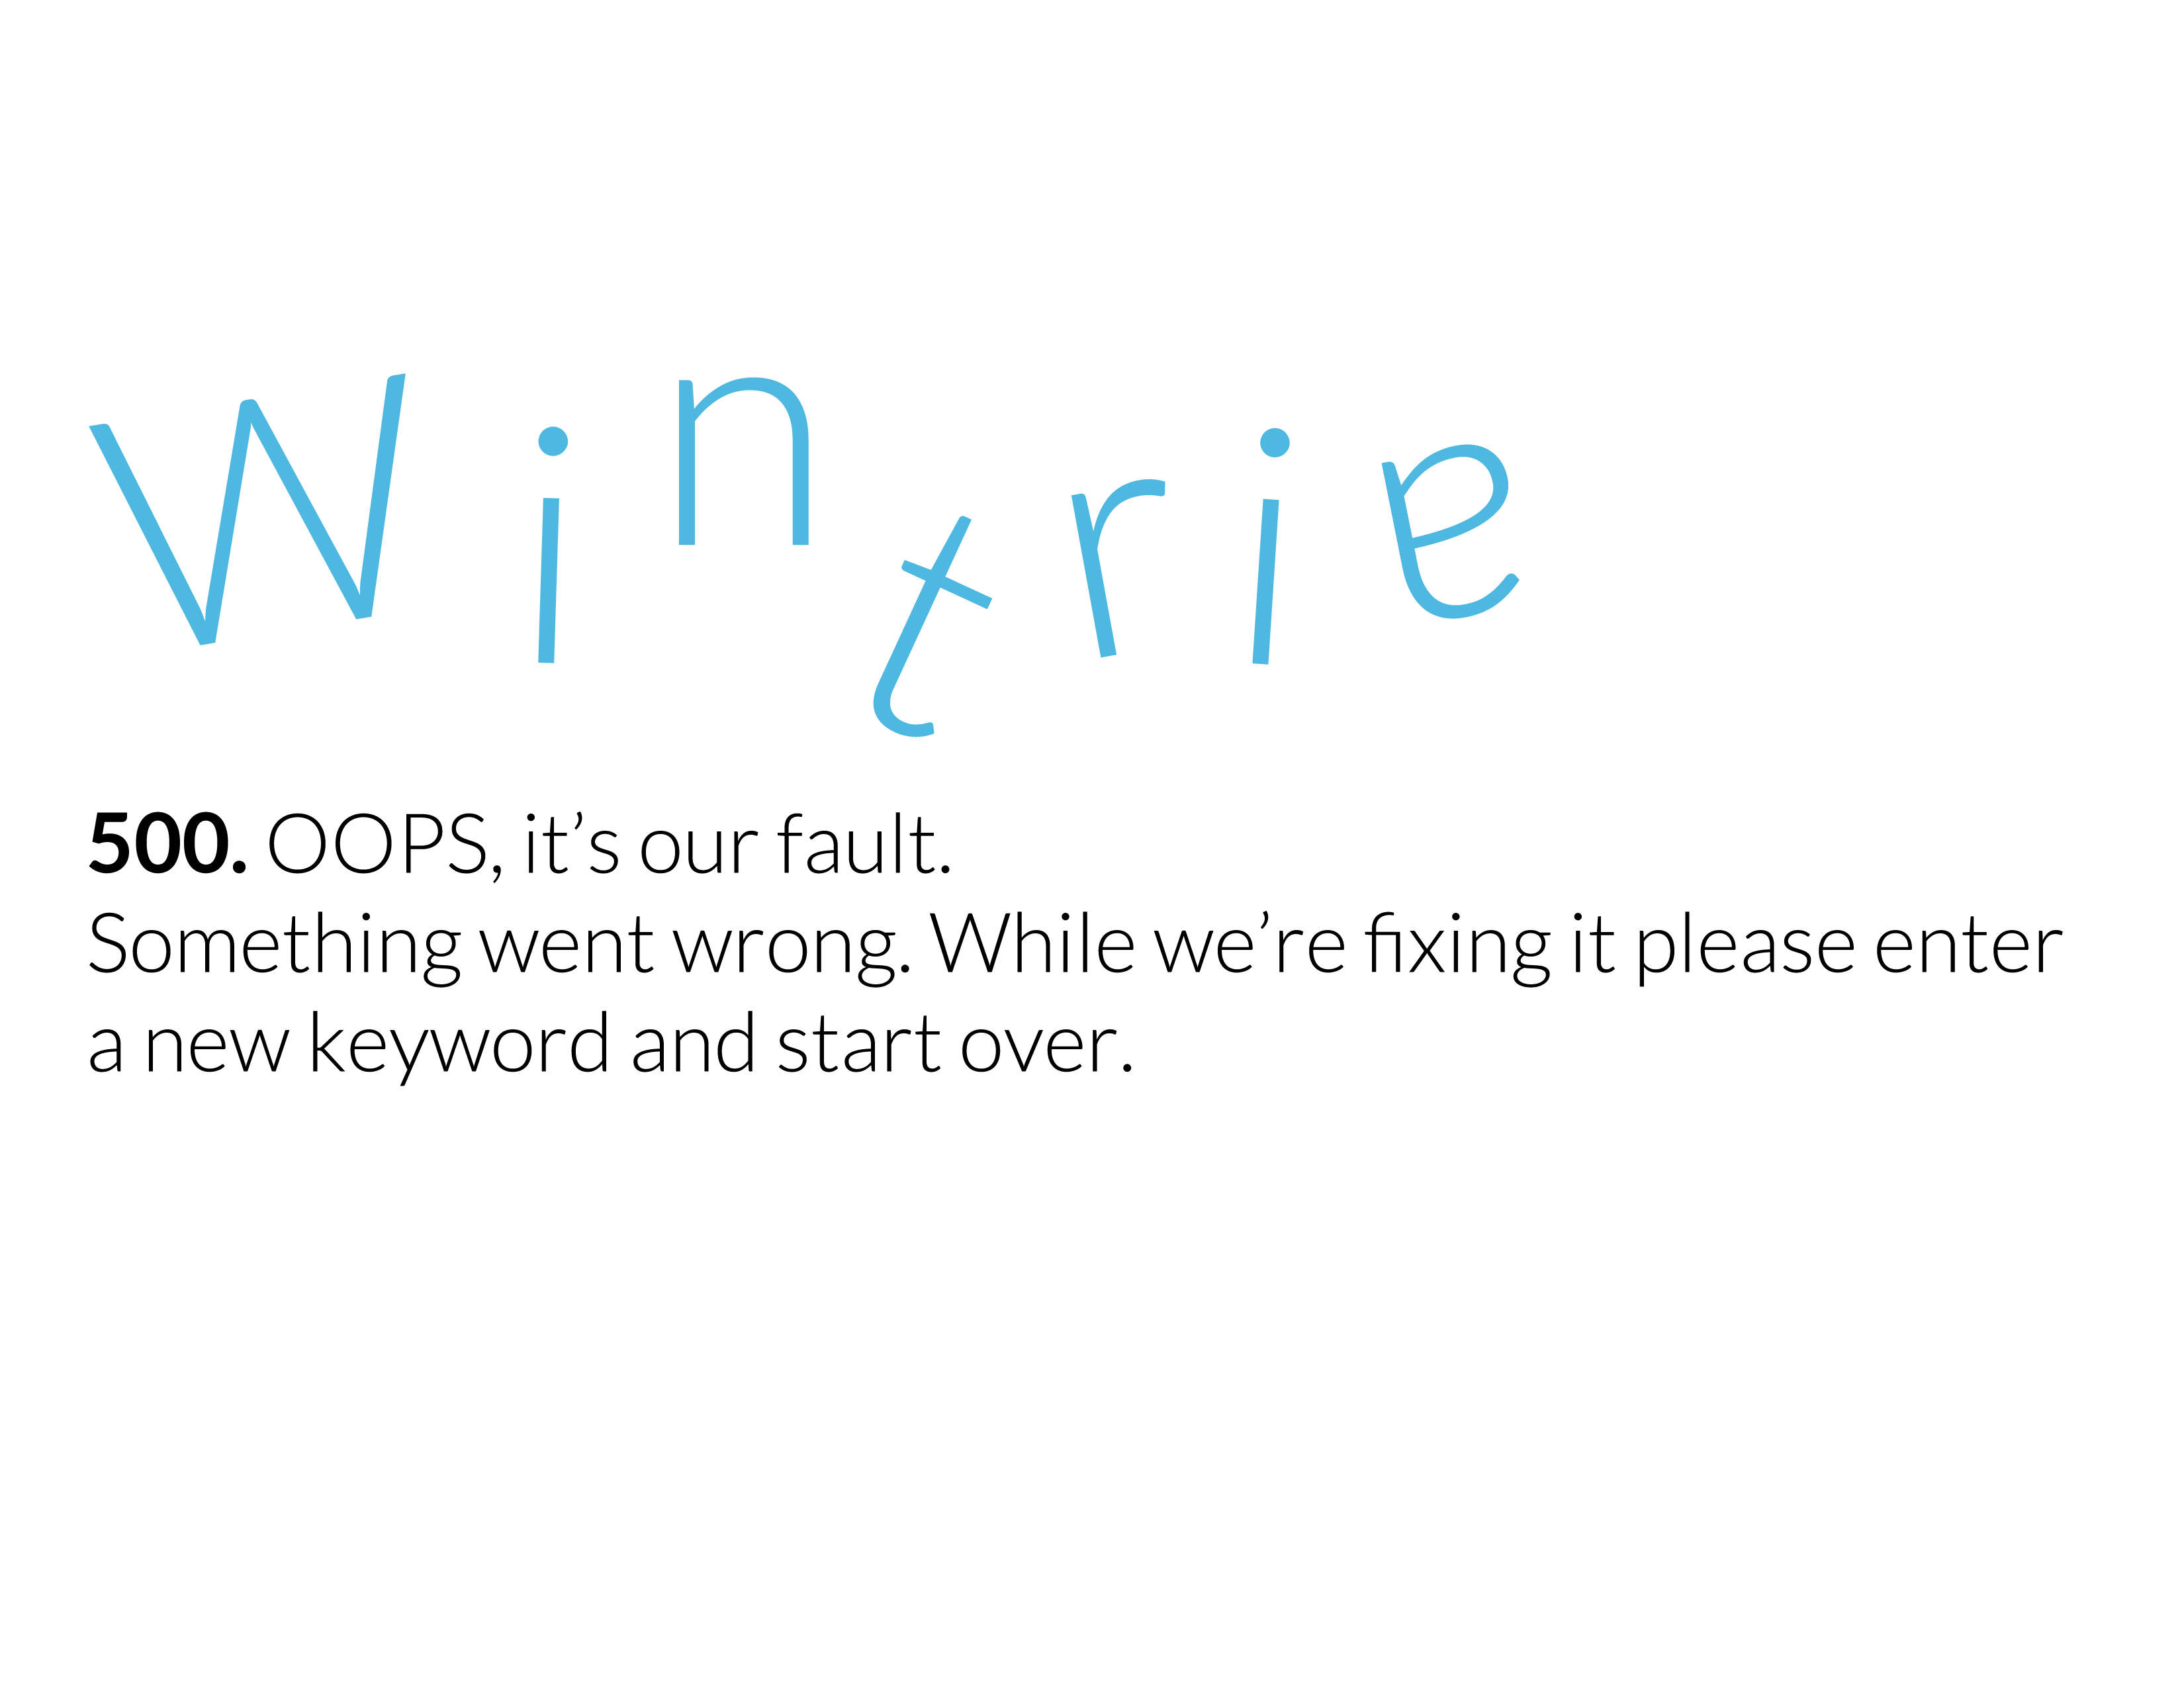 Wintrie
500. OOPS, it’s our fault.
Something went wrong. While we’re fixing it please enter
a new keyword and start over.